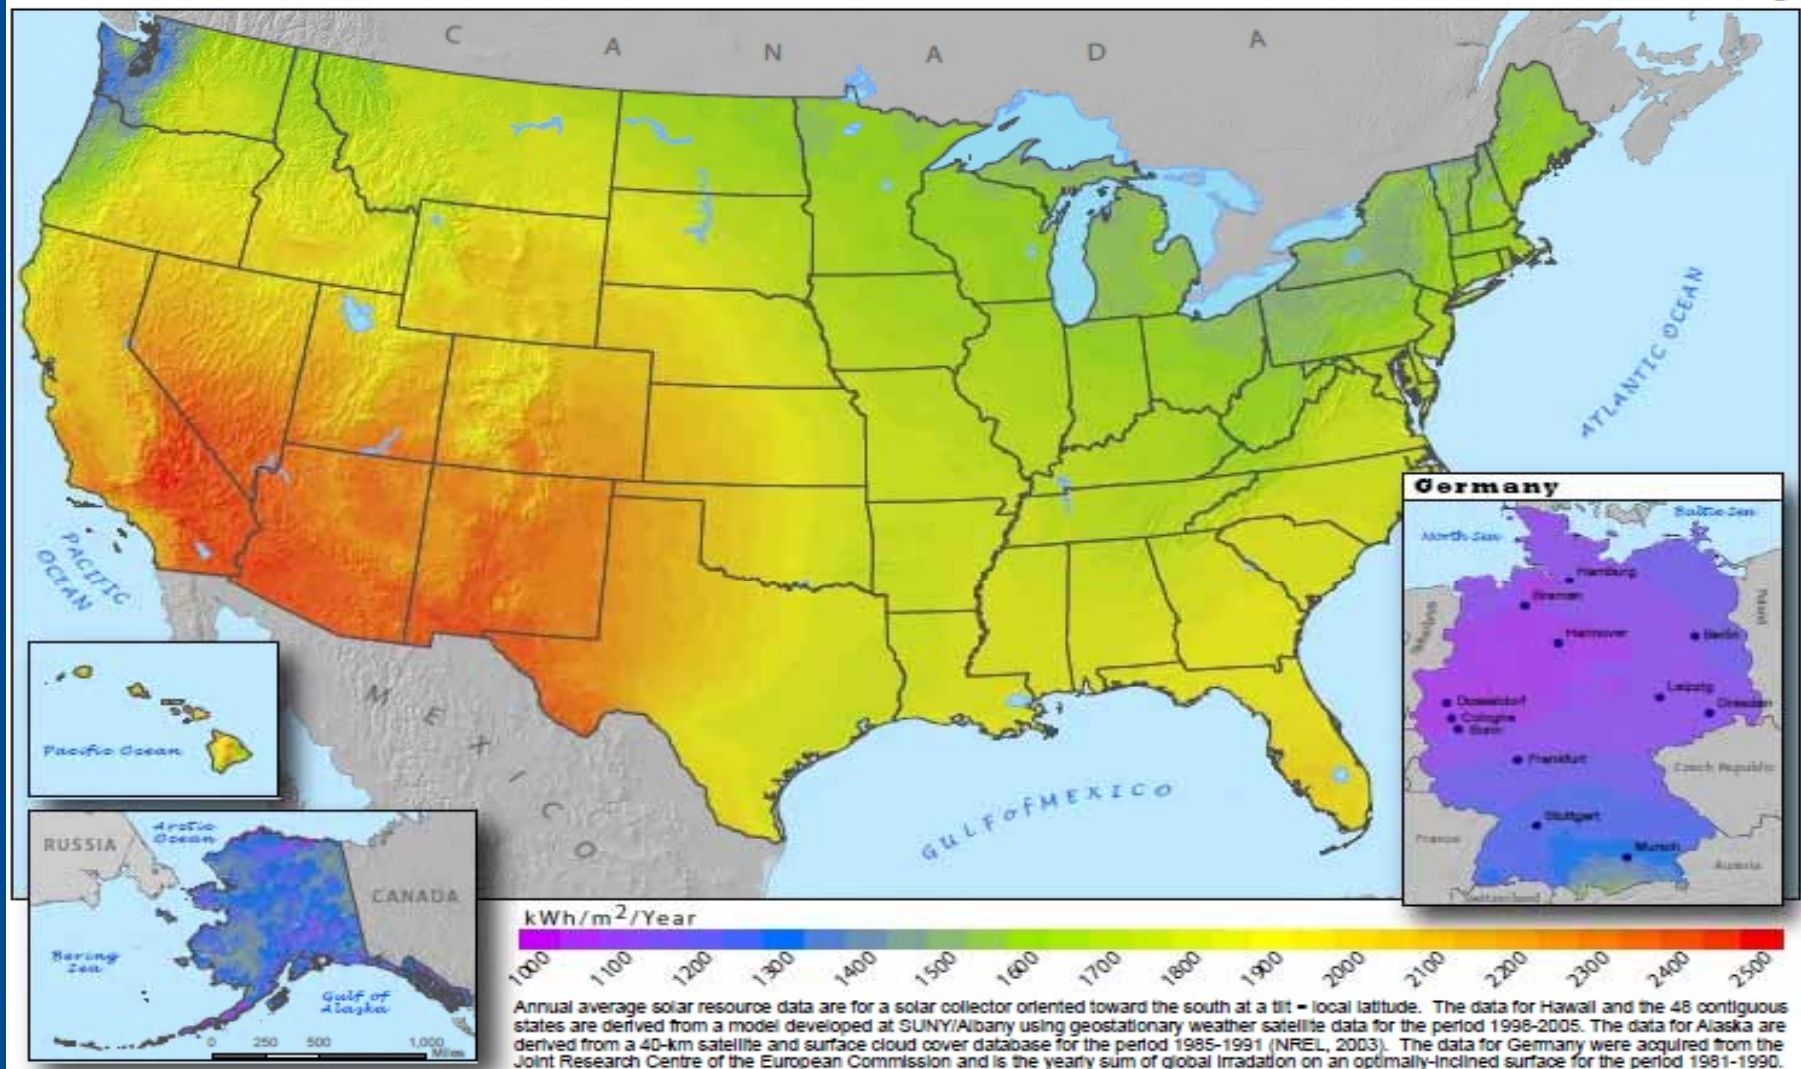 C A N A D A
ATLANTIC OCEAN
PACIFIC
OCEAN
MEXICO
GULF of MEXICO
Pacific Ocean
RUSSIA
Arctic
Ocean
CANADA
Bering
Sea
Gulf of
Alaska
0 250 500 1,000
Miles
Germany
Baltic Sea
North Sea
Hamburg
Bremen
Hannover
Berlin
Poland
Leipzig
Dusseldorf
Dresden
Cologne
Bonn
Frankfurt
Czech Republic
Stuttgart
France
Munich
Austria
Switzerland
kWh/m²/Year
1000 1100 1200 1300 1400 1500 1600 1700 1800 1900 2000 2100 2200 2300 2400 2500
Annual average solar resource data are for a solar collector oriented toward the south at a tilt = local latitude. The data for Hawaii and the 48 contiguous
states are derived from a model developed at SUNY/Albany using geostationary weather satellite data for the period 1998-2005. The data for Alaska are
derived from a 40-km satellite and surface cloud cover database for the period 1985-1991 (NREL, 2003). The data for Germany were acquired from the
Joint Research Centre of the European Commission and is the yearly sum of global irradiation on an optimally-inclined surface for the period 1981-1990.